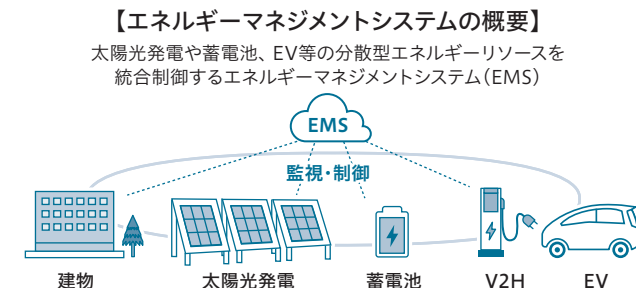 【エネルギーマネジメントシステムの概要】
太陽光発電や蓄電池、EV等の分散型エネルギーリソースを
統合制御するエネルギーマネジメントシステム(EMS)
EMS
監視・制御
建物
太陽光発電
蓄電池
V2H
EV